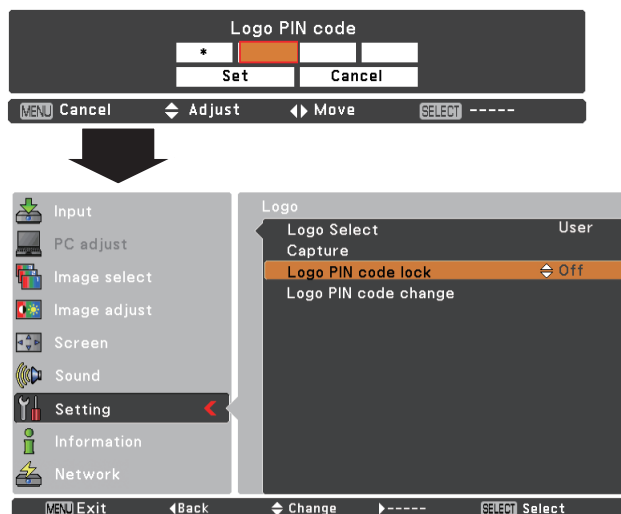 Logo PIN code
*
Set Cancel
MENU Cancel Adjust Move SELECT -----
Input
PC adjust
Image select
Image adjust
Screen
Sound
Setting
Information
Network
Logo
Logo Select User
Capture
Logo PIN code lock Off
Logo PIN code change
MENU Exit Back Change ----- SELECT Select